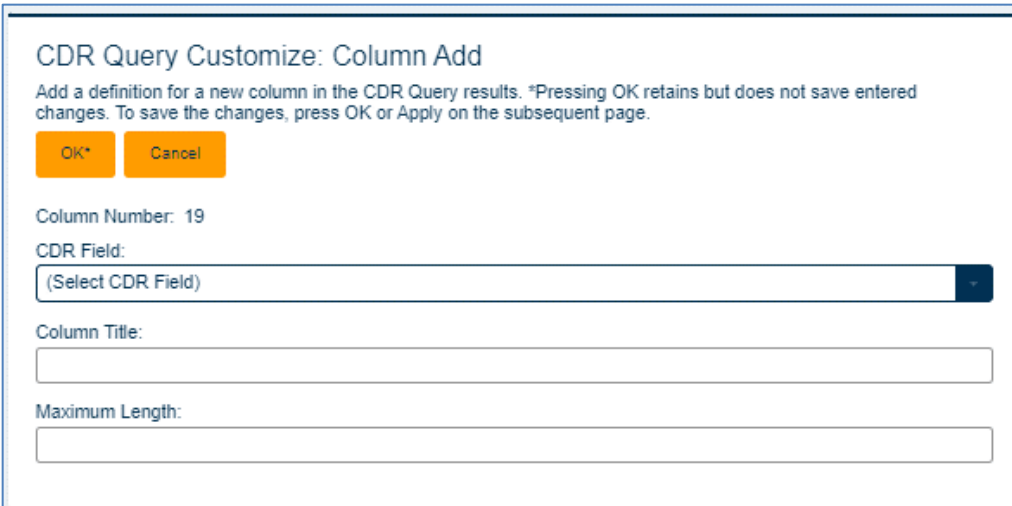 CDR Query Customize: Column Add
Add a definition for a new column in the CDR Query results. *Pressing OK retains but does not save entered
changes. To save the changes, press OK or Apply on the subsequent page.
OK* Cancel
Column Number: 19
CDR Field:
(Select CDR Field)
Column Title:
Maximum Length: